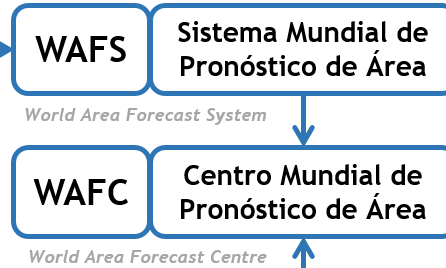 WAFS
Sistema Mundial de
Pronóstico de Área
World Area Forecast System
WAFC
Centro Mundial de
Pronóstico de Área
World Area Forecast Centre